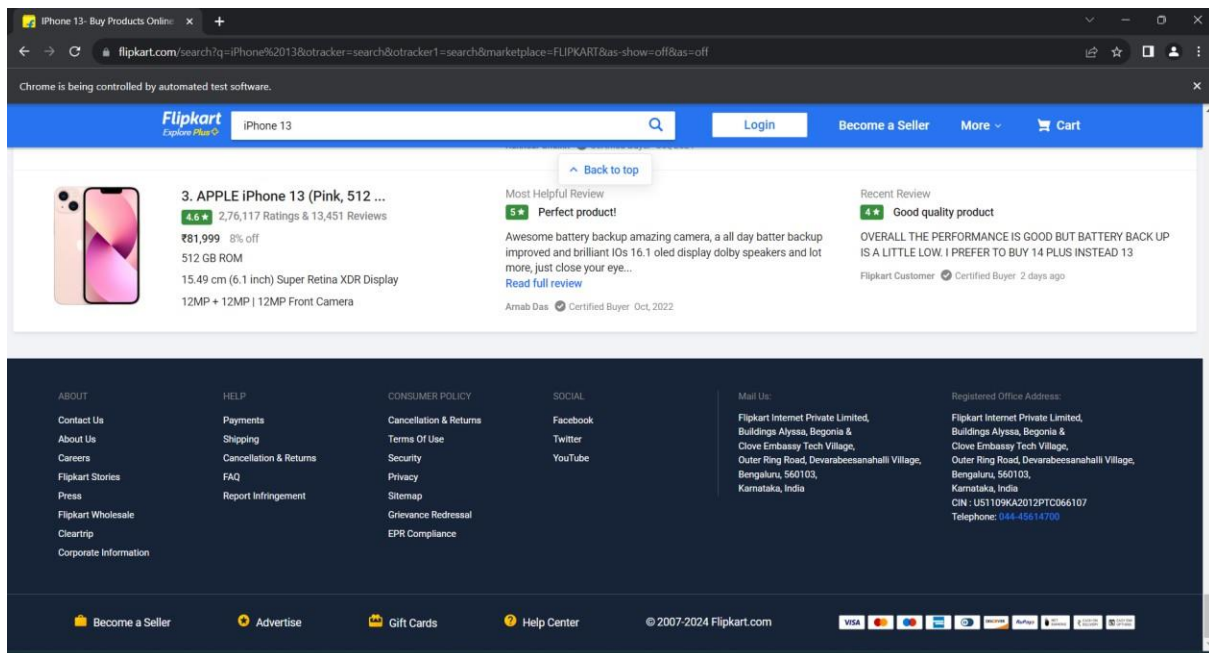 IPhone 13- Buy Products Online
flipkart.com/search?q=iPhone%2013&otracker=search&otracker1=search&marketplace=FLIPKART&as-show=off&as=off
Chrome is being controlled by automated test software.
Flipkart
Explore Plus
iPhone 13
Login
Become a Seller
More
Cart
Back to top
3. APPLE iPhone 13 (Pink, 512 ...
4.6★ 2,76,117 Ratings & 13,451 Reviews
₹81,999 8% off
512 GB ROM
15.49 cm (6.1 inch) Super Retina XDR Display
12MP + 12MP | 12MP Front Camera
Most Helpful Review
5★ Perfect product!
Awesome battery backup amazing camera, a all day batter backup
improved and brilliant IOs 16.1 oled display dolby speakers and lot
more, just close your eye...
Read full review
Arnab Das Certified Buyer Oct, 2022
Recent Review
4★ Good quality product
OVERALL THE PERFORMANCE IS GOOD BUT BATTERY BACK UP
IS A LITTLE LOW. I PREFER TO BUY 14 PLUS INSTEAD 13
Flipkart Customer Certified Buyer 2 days ago
ABOUT
Contact Us
About Us
Careers
Flipkart Stories
Press
Flipkart Wholesale
Cleartrip
Corporate Information
HELP
Payments
Shipping
Cancellation & Returns
FAQ
Report Infringement
CONSUMER POLICY
Cancellation & Returns
Terms Of Use
Security
Privacy
Sitemap
Grievance Redressal
EPR Compliance
SOCIAL
Facebook
Twitter
YouTube
Mail Us:
Flipkart Internet Private Limited,
Buildings Alyssa, Begonia &
Clove Embassy Tech Village,
Outer Ring Road, Devarabeesanahalli Village,
Bengaluru, 560103,
Karnataka, India
Registered Office Address:
Flipkart Internet Private Limited,
Buildings Alyssa, Begonia &
Clove Embassy Tech Village,
Outer Ring Road, Devarabeesanahalli Village,
Bengaluru, 560103,
Karnataka, India
CIN : U51109KA2012PTC066107
Telephone: 044-45614700
Become a Seller
Advertise
Gift Cards
Help Center
© 2007-2024 Flipkart.com
VISA